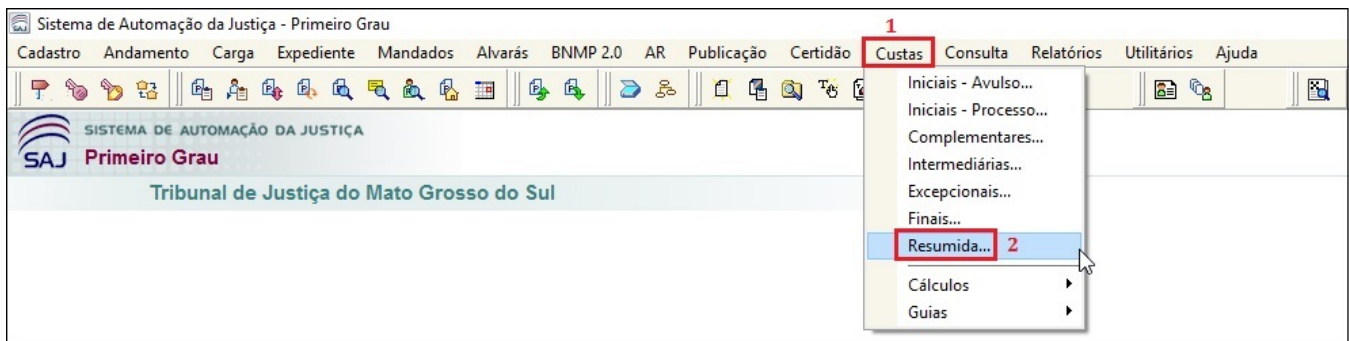 Sistema de Automação da Justiça - Primeiro Grau
1
Cadastro Andamento Carga Expediente Mandados Alvarás BNMP 2.0 AR Publicação Certidão Custas Consulta Relatórios Utilitários Ajuda
Iniciais - Avulso...
Iniciais - Processo...
Complementares...
Intermediárias...
Excepcionais...
Finais...
Resumida... 2
Cálculos
Guias
SISTEMA DE AUTOMAÇÃO DA JUSTIÇA
SAJ Primeiro Grau
Tribunal de Justiça do Mato Grosso do Sul